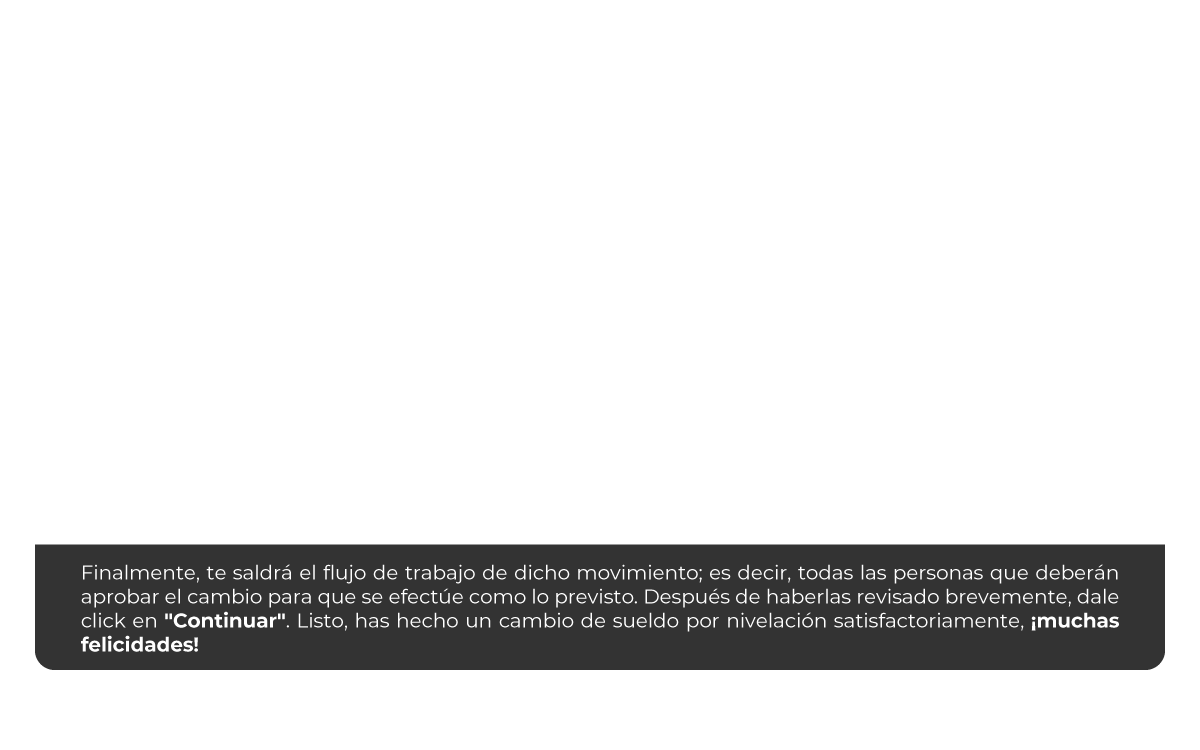 Finalmente, te saldrá el flujo de trabajo de dicho movimiento; es decir, todas las personas que deberán
aprobar el cambio para que se efectúe como lo previsto. Después de haberlas revisado brevemente, dale
click en "Continuar". Listo, has hecho un cambio de sueldo por nivelación satisfactoriamente, ¡muchas
felicidades!